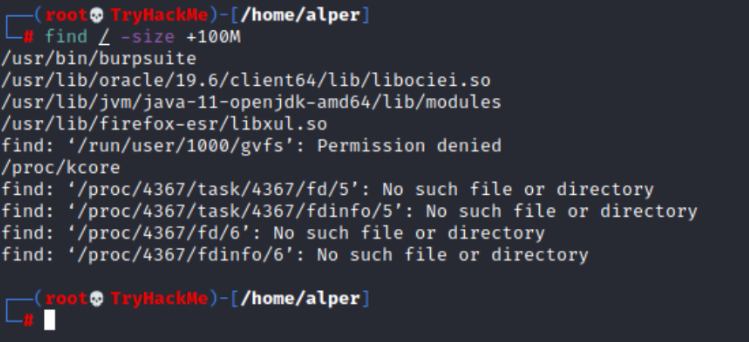 ┌──(root💀TryHackMe)-[/home/alper]
└─# find / -size +100M
/usr/bin/burpsuite
/usr/lib/oracle/19.6/client64/lib/libociei.so
/usr/lib/jvm/java-11-openjdk-amd64/lib/modules
/usr/lib/firefox-esr/libxul.so
find: ‘/run/user/1000/gvfs’: Permission denied
/proc/kcore
find: ‘/proc/4367/task/4367/fd/5’: No such file or directory
find: ‘/proc/4367/task/4367/fdinfo/5’: No such file or directory
find: ‘/proc/4367/fd/6’: No such file or directory
find: ‘/proc/4367/fdinfo/6’: No such file or directory
┌──(root💀TryHackMe)-[/home/alper]
└─#